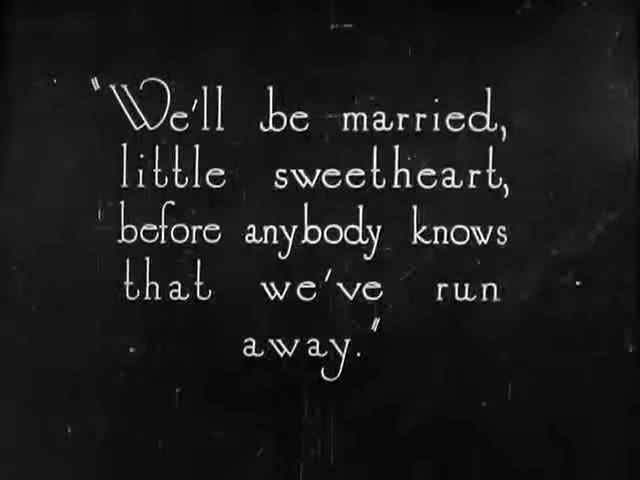 "We'll be married,
little sweetheart,
before anybody knows
that we've run
away."